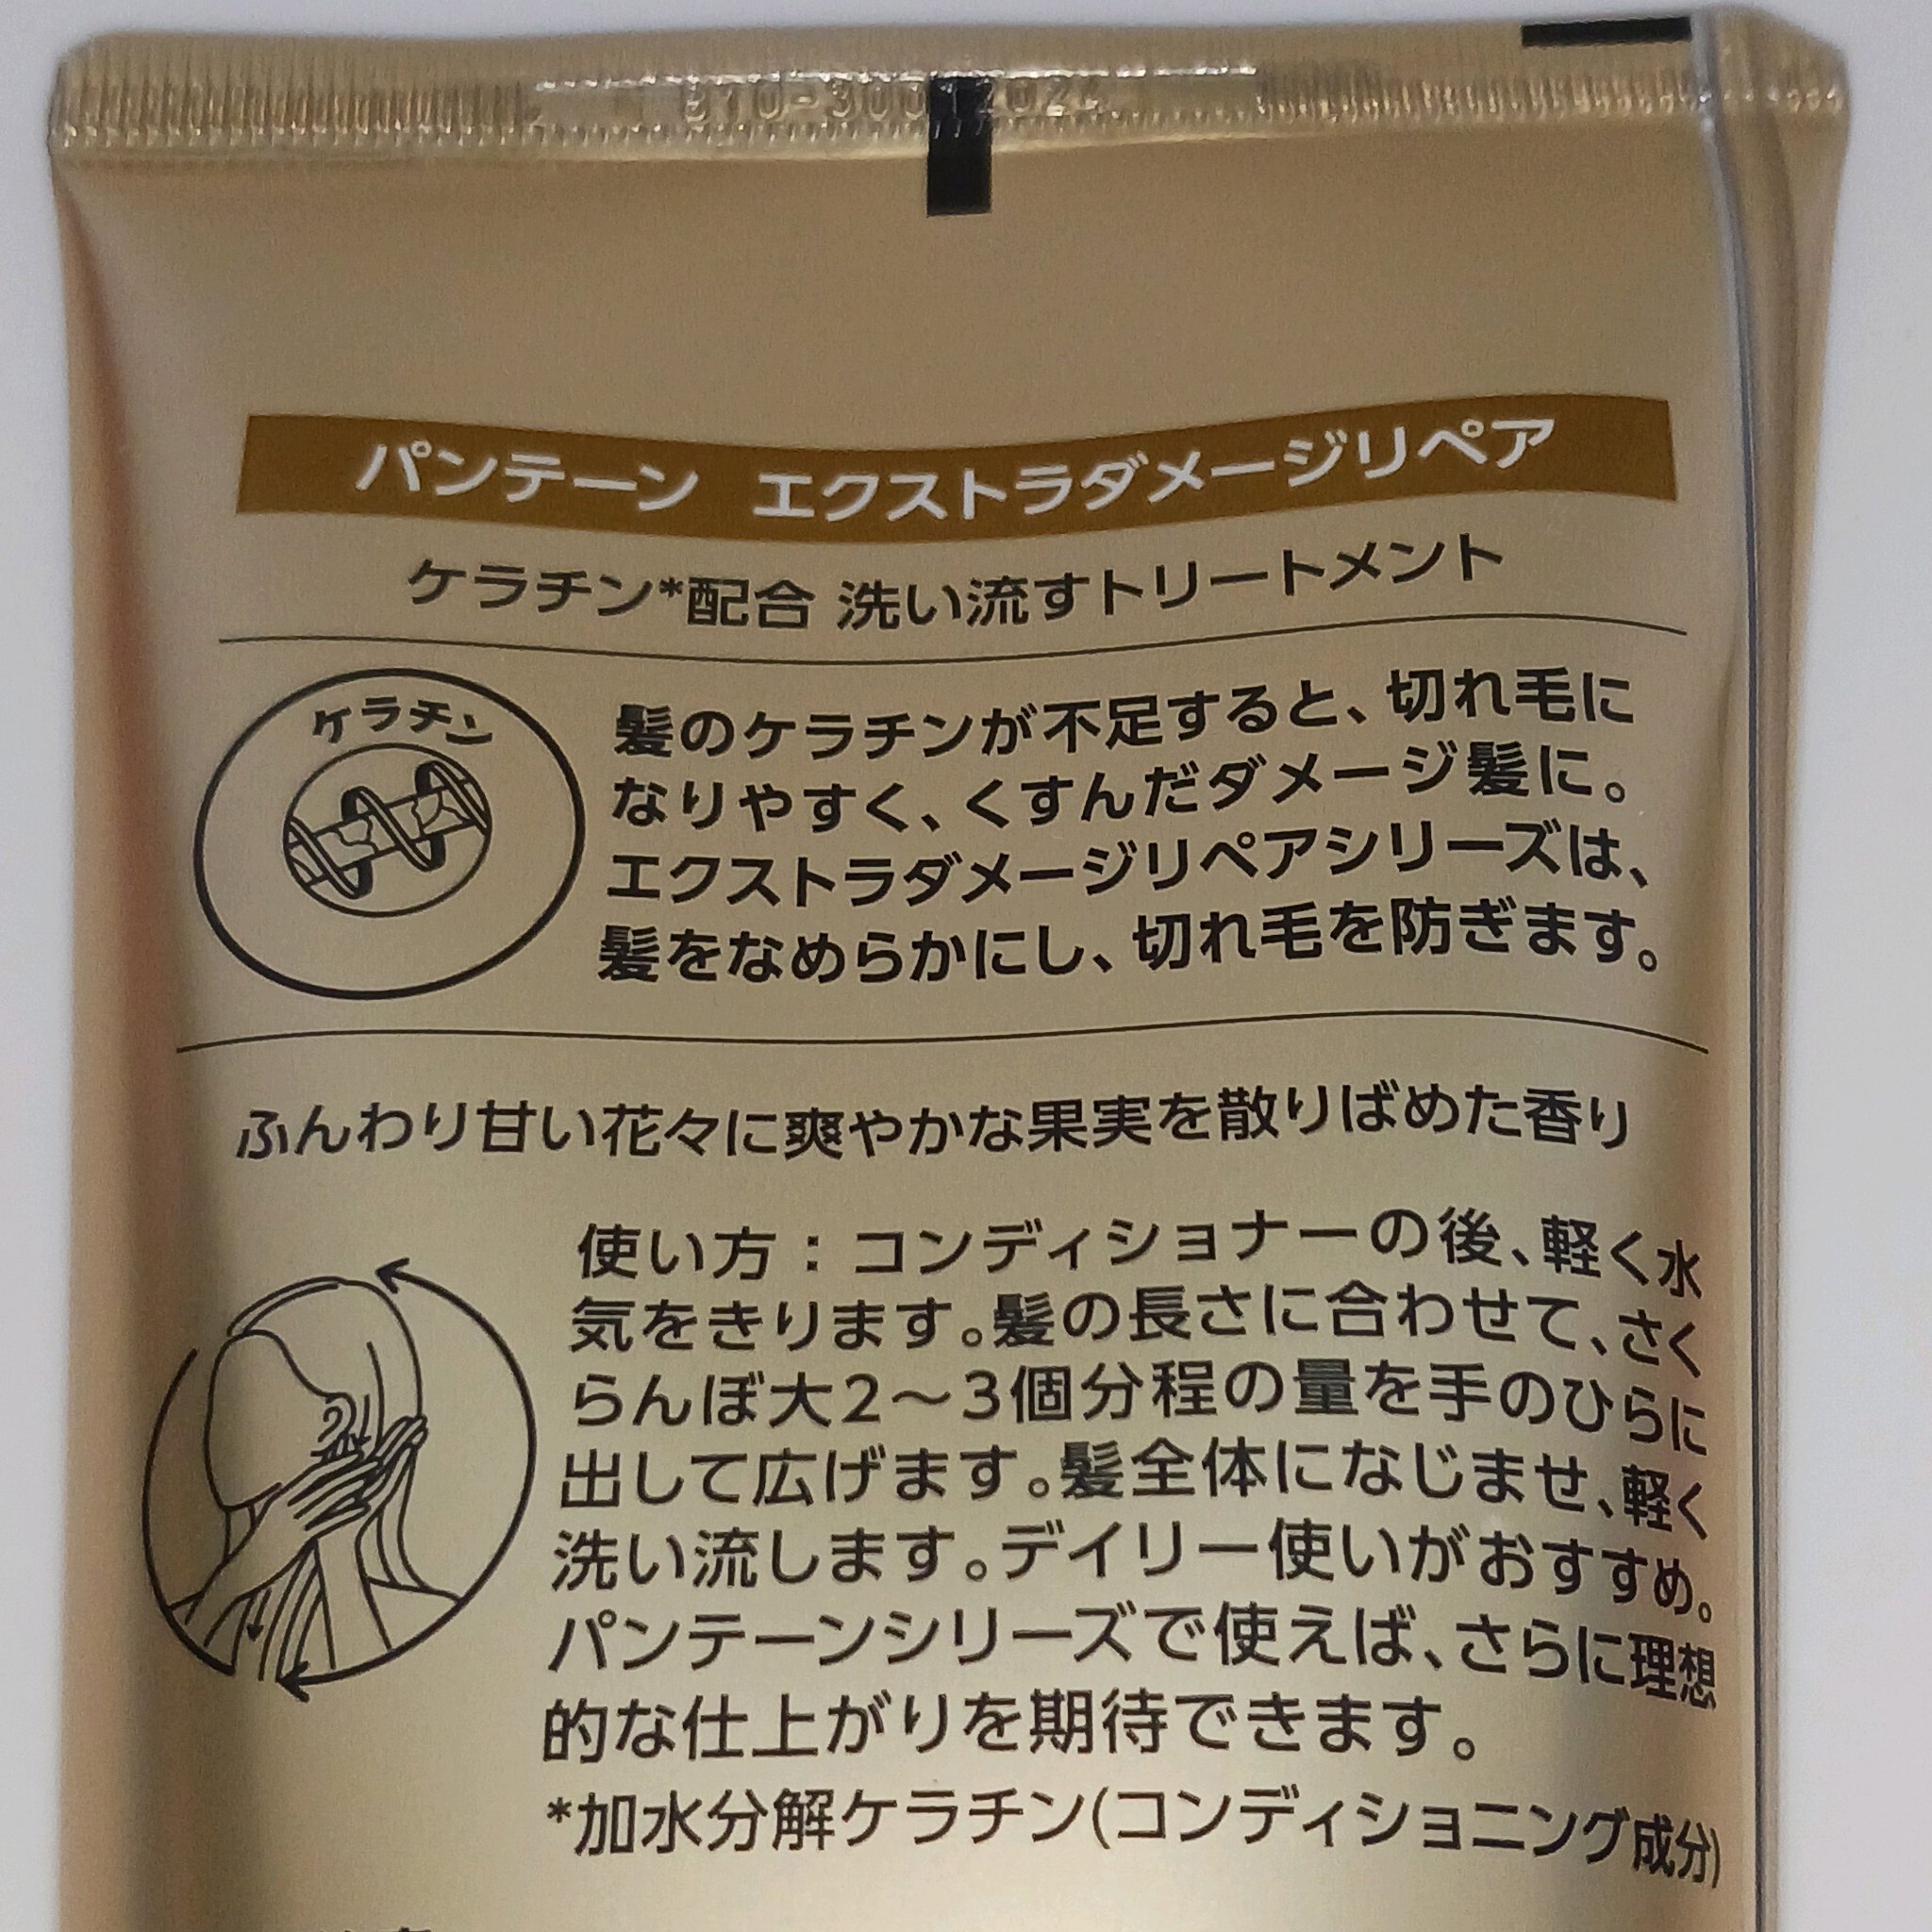 パンテーン エクストラダメージリペア
ケラチン*配合 洗い流すトリートメント
ケラチン
髪のケラチンが不足すると、切れ毛に
なりやすく、くすんだダメージ髪に。
エクストラダメージリペアシリーズは、
髪をなめらかにし、切れ毛を防ぎます。
ふんわり甘い花々に爽やかな果実を散りばめた香り
使い方：コンディショナーの後、軽く水
気をきります。髪の長さに合わせて、さく
らんぼ大2～3個分程の量を手のひらに
出して広げます。髪全体になじませ、軽く
洗い流します。デイリー使いがおすすめ。
パンテーンシリーズで使えば、さらに理想
的な仕上がりを期待できます。
*加水分解ケラチン(コンディショニング成分)